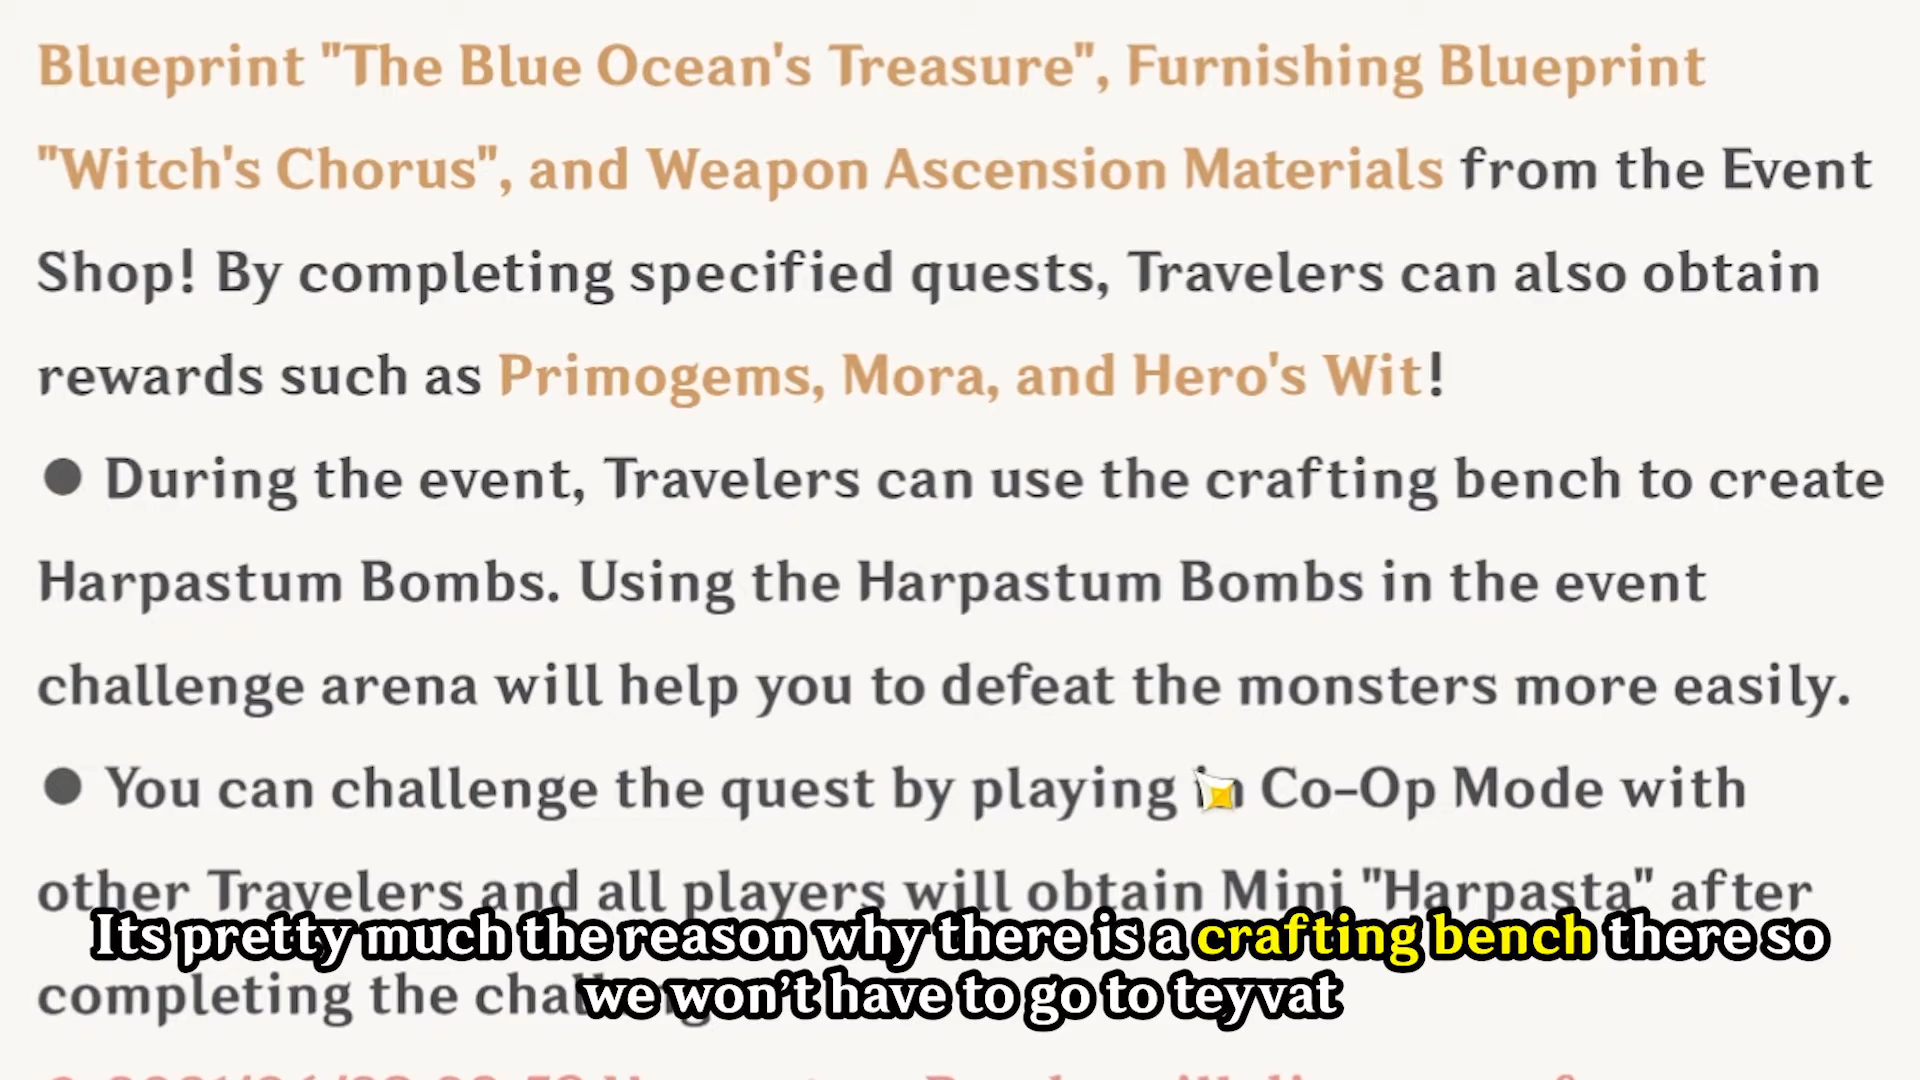 Blueprint "The Blue Ocean's Treasure", Furnishing Blueprint
"Witch's Chorus", and Weapon Ascension Materials from the Event
Shop! By completing specified quests, Travelers can also obtain
rewards such as Primogems, Mora, and Hero's Wit!
● During the event, Travelers can use the crafting bench to create
Harpastum Bombs. Using the Harpastum Bombs in the event
challenge arena will help you to defeat the monsters more easily.
● You can challenge the quest by playing in Co-Op Mode with
other Travelers and all players will obtain Mini "Harpasta" after
Its pretty much the reason why there is a crafting bench there so
completing the
we won't have to go to teyvat